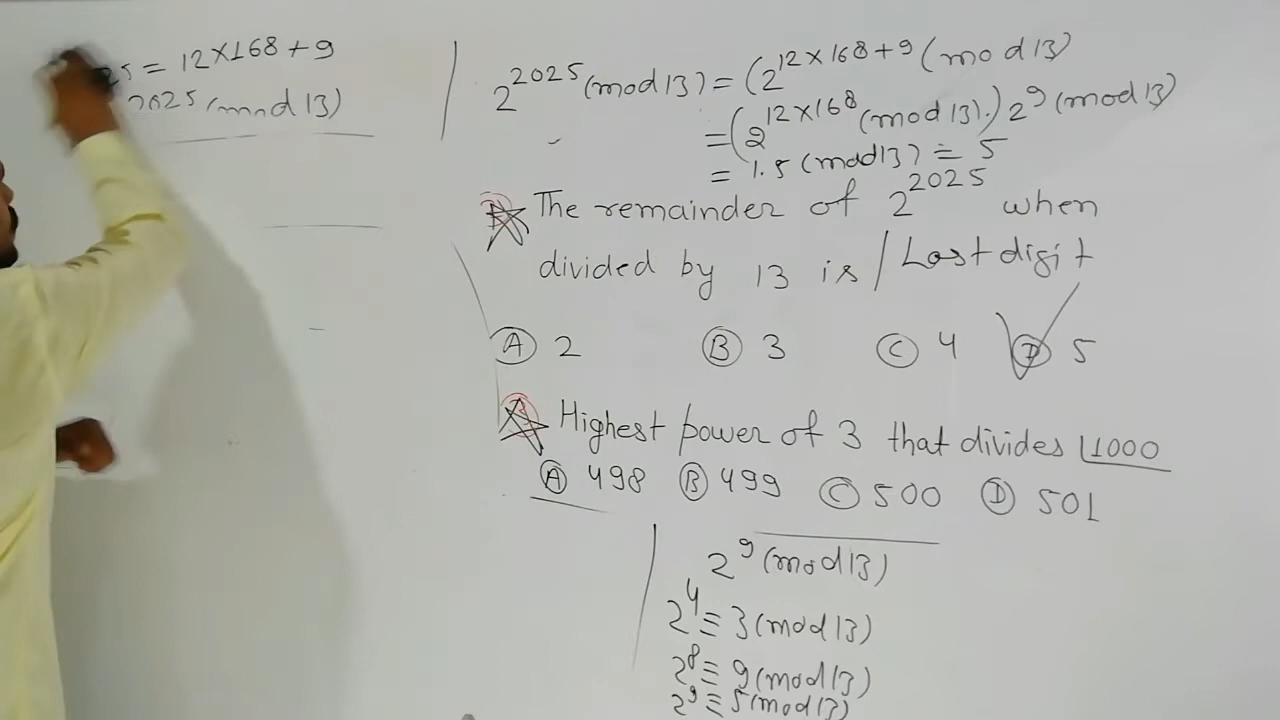 25 = 12×168 + 9
2025 (mod 13)
2^2025 (mod 13) = (2^12×168+9 (mod 13)
= (2^12×168 (mod 13).) 2^9 (mod 13)
= 1.5 (mod 13) = 5
The remainder of 2^2025 when
divided by 13 is / Last digit
Ⓐ 2 Ⓑ 3 Ⓒ 4 Ⓓ 5
Highest power of 3 that divides ⌊1000
Ⓐ 498 Ⓑ 499 Ⓒ 500 Ⓓ 501
2^9 (mod 13)
2^4 ≡ 3 (mod 13)
2^8 ≡ 9 (mod 13)
2^9 ≡ 5 (mod 13)